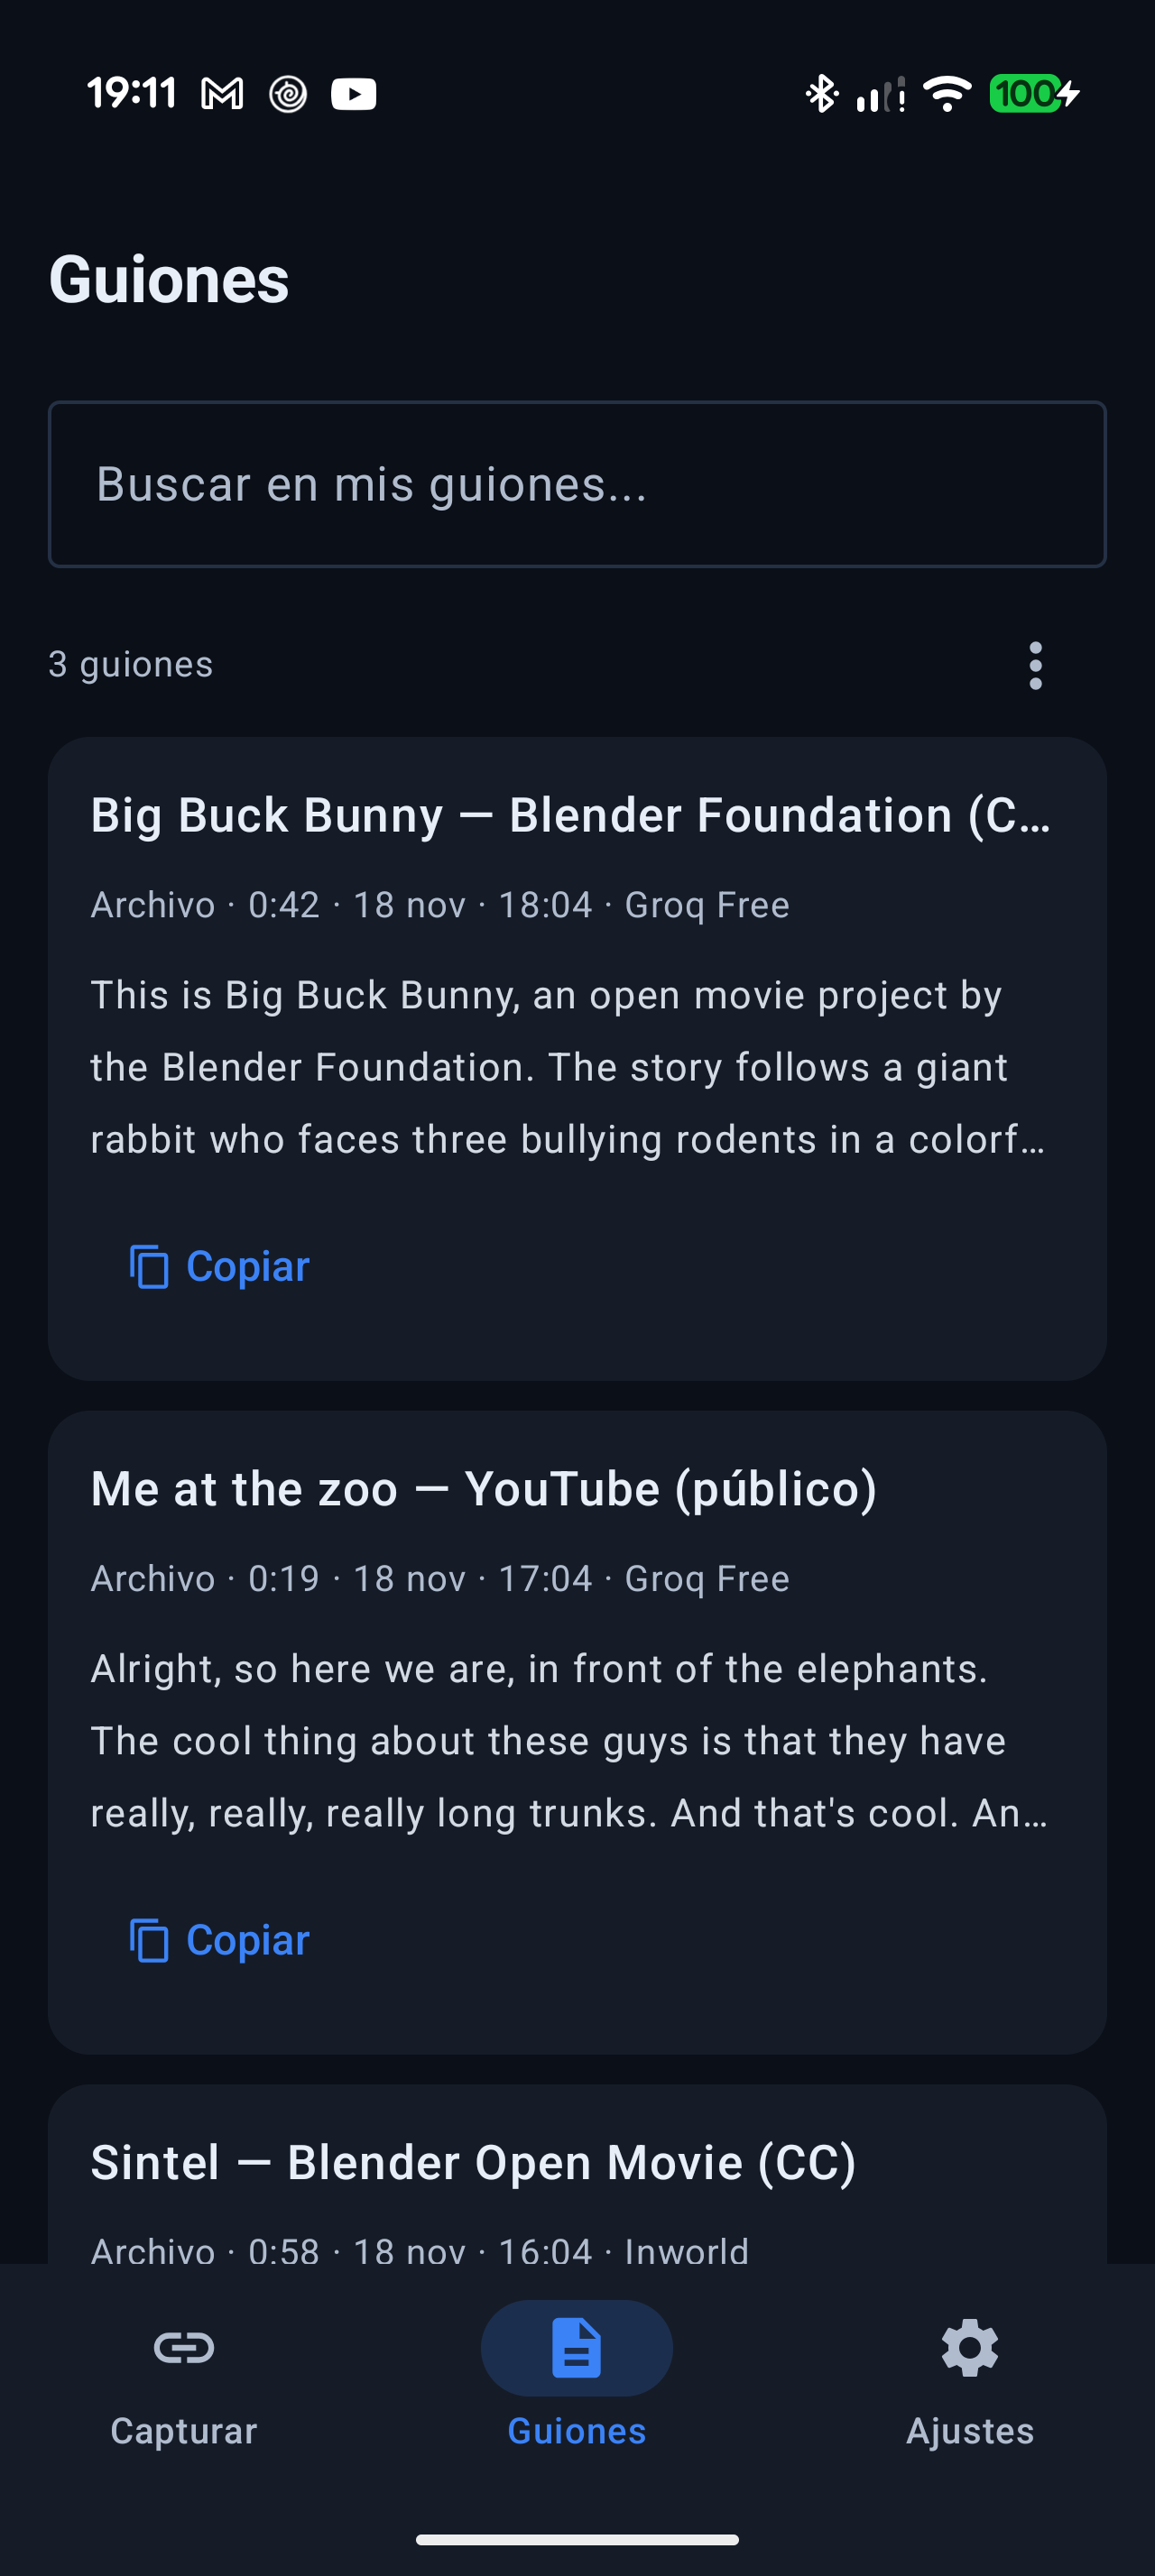 19:11
100
Guiones
Buscar en mis guiones...
3 guiones
Big Buck Bunny — Blender Foundation (C...
Archivo · 0:42 · 18 nov · 18:04 · Groq Free
This is Big Buck Bunny, an open movie project by
the Blender Foundation. The story follows a giant
rabbit who faces three bullying rodents in a colorf...
Copiar
Me at the zoo — YouTube (público)
Archivo · 0:19 · 18 nov · 17:04 · Groq Free
Alright, so here we are, in front of the elephants.
The cool thing about these guys is that they have
really, really, really long trunks. And that's cool. An...
Copiar
Sintel — Blender Open Movie (CC)
Archivo · 0:58 · 18 nov · 16:04 · Inworld
Capturar
Guiones
Ajustes